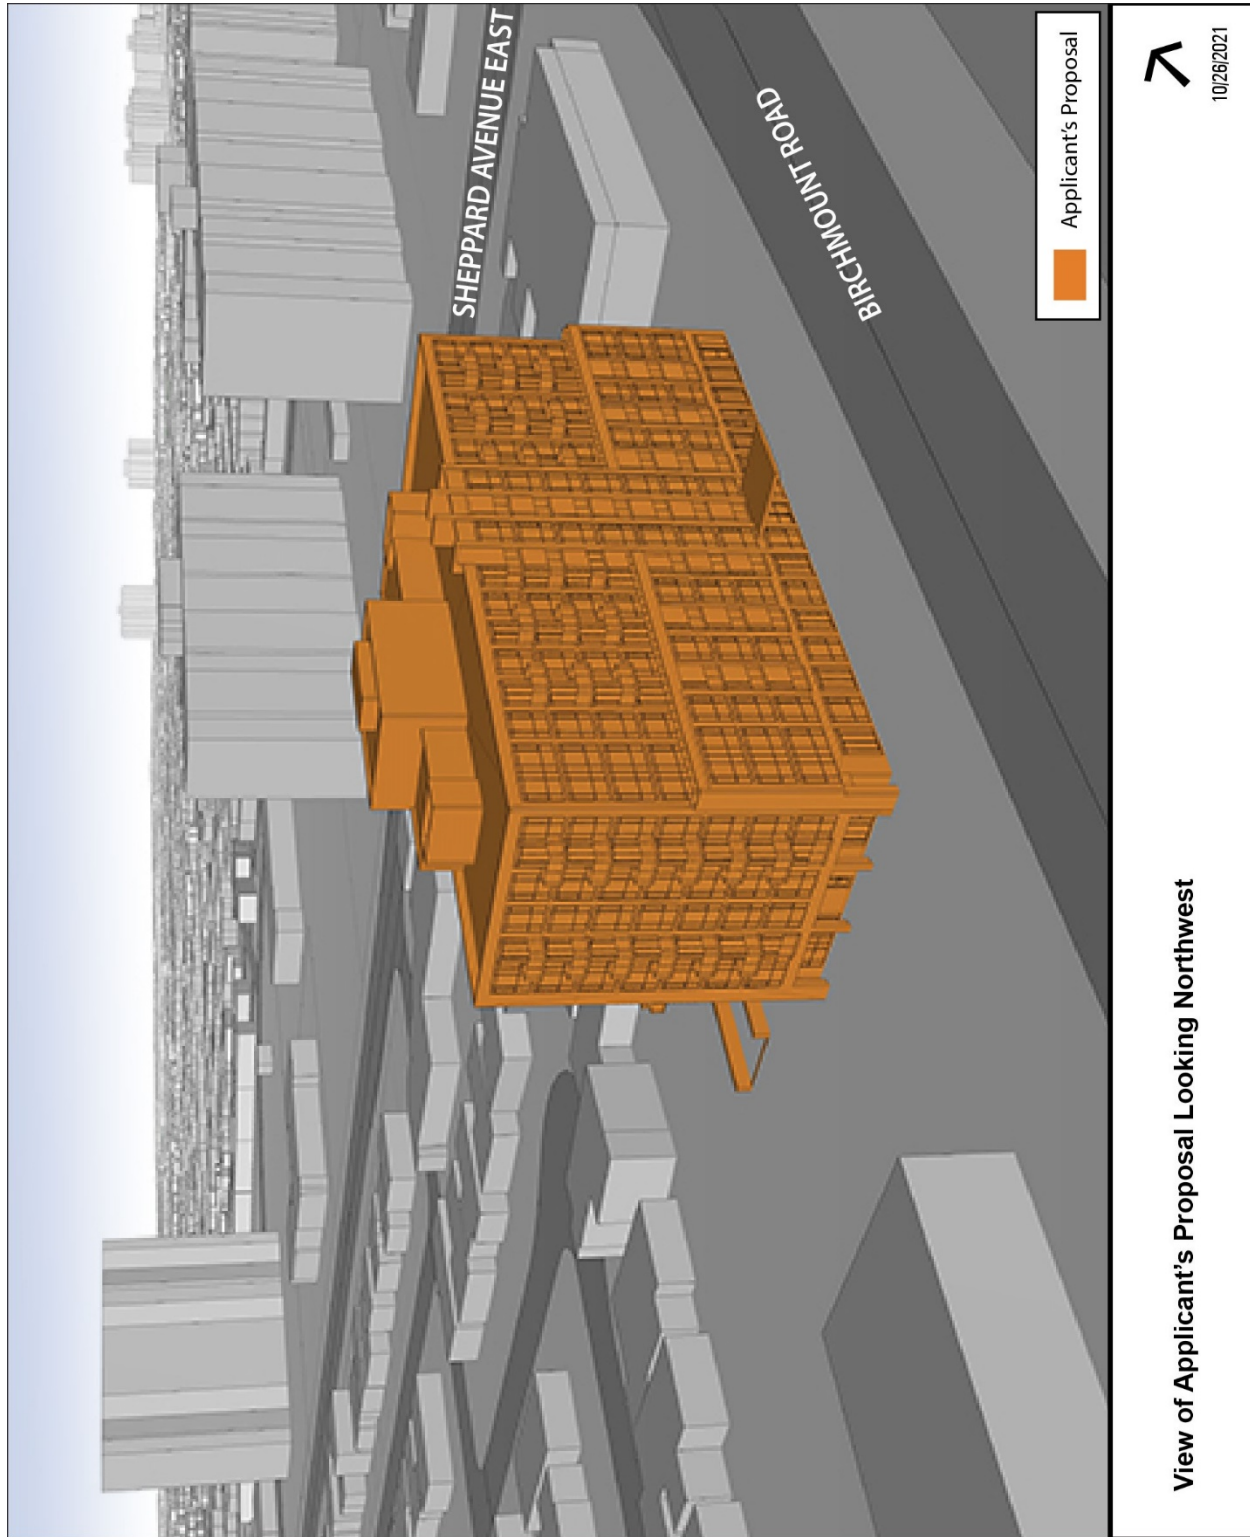 SHEPPARD AVENUE EAST
BIRCHMOUNT ROAD
Applicant's Proposal
View of Applicant's Proposal Looking Northwest
10/26/2021